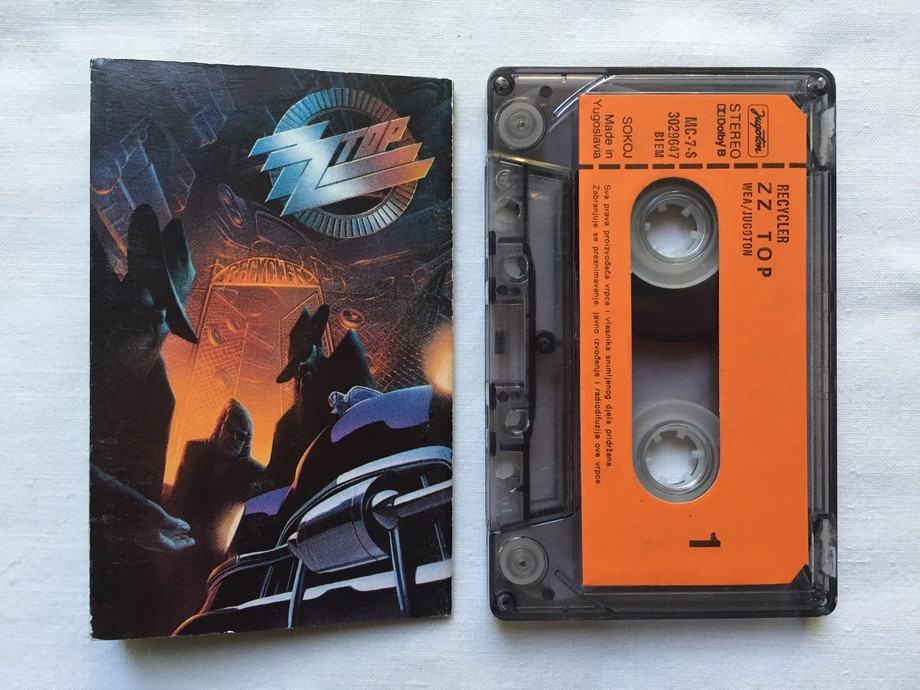 ZZ TOP
RECYCLER
RECYCLER
ZZ TOP
WEA/JUGOTON
Jugoton
STEREO
Dolby B
MC-7-S
3029647
BIEM
SOKOJ
Made in
Yugoslavia
Sva prava proizvođača vrpca i vlasnika snimljenog djela pridržana.
Zabranjuje se presnimavanje, javno izvođenje i radiodifuzija ove vrpce.
1